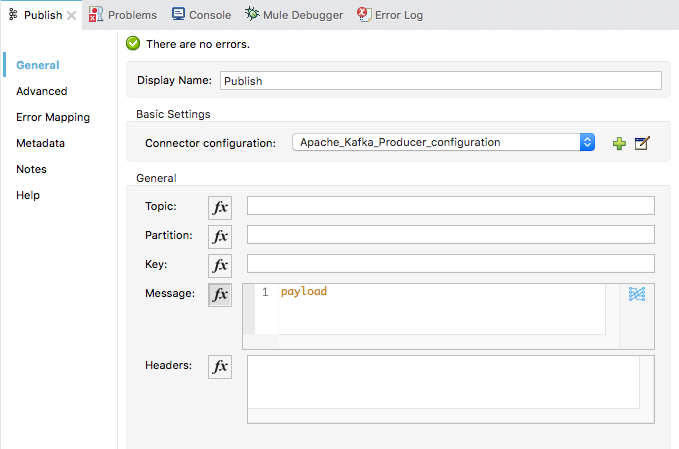 Publish Problems Console Mule Debugger Error Log
There are no errors.
General
Advanced
Error Mapping
Metadata
Notes
Help
Display Name: Publish
Basic Settings
Connector configuration: Apache_Kafka_Producer_configuration
General
Topic: fx
Partition: fx
Key: fx
Message: fx 1 payload
Headers: fx